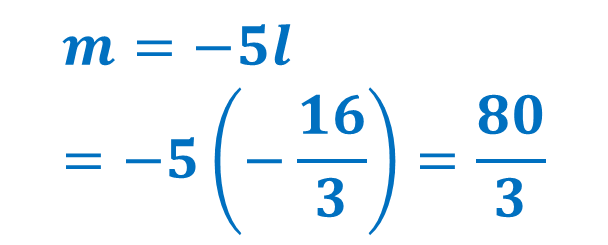 m = −5l
= −5(−16/3) = 80/3